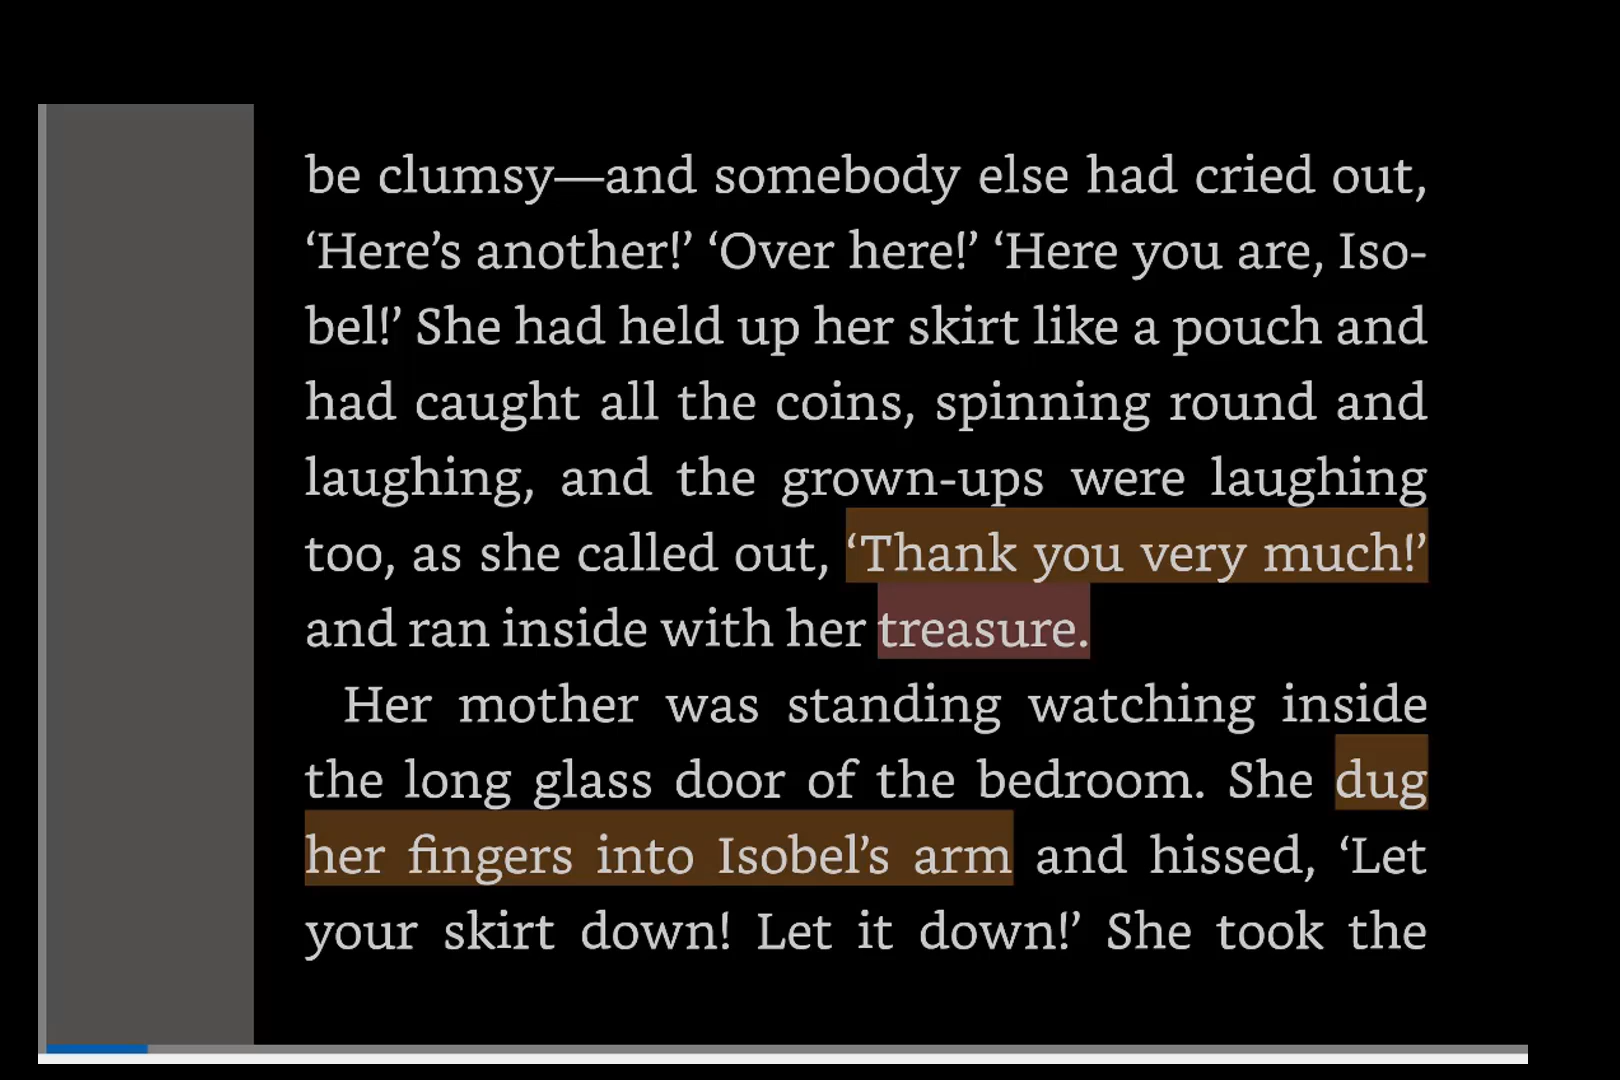 be clumsy—and somebody else had cried out,
‘Here’s another!’ ‘Over here!’ ‘Here you are, Iso-
bel!’ She had held up her skirt like a pouch and
had caught all the coins, spinning round and
laughing, and the grown-ups were laughing
too, as she called out, ‘Thank you very much!’
and ran inside with her treasure.
Her mother was standing watching inside
the long glass door of the bedroom. She dug
her fingers into Isobel’s arm and hissed, ‘Let
your skirt down! Let it down!’ She took the